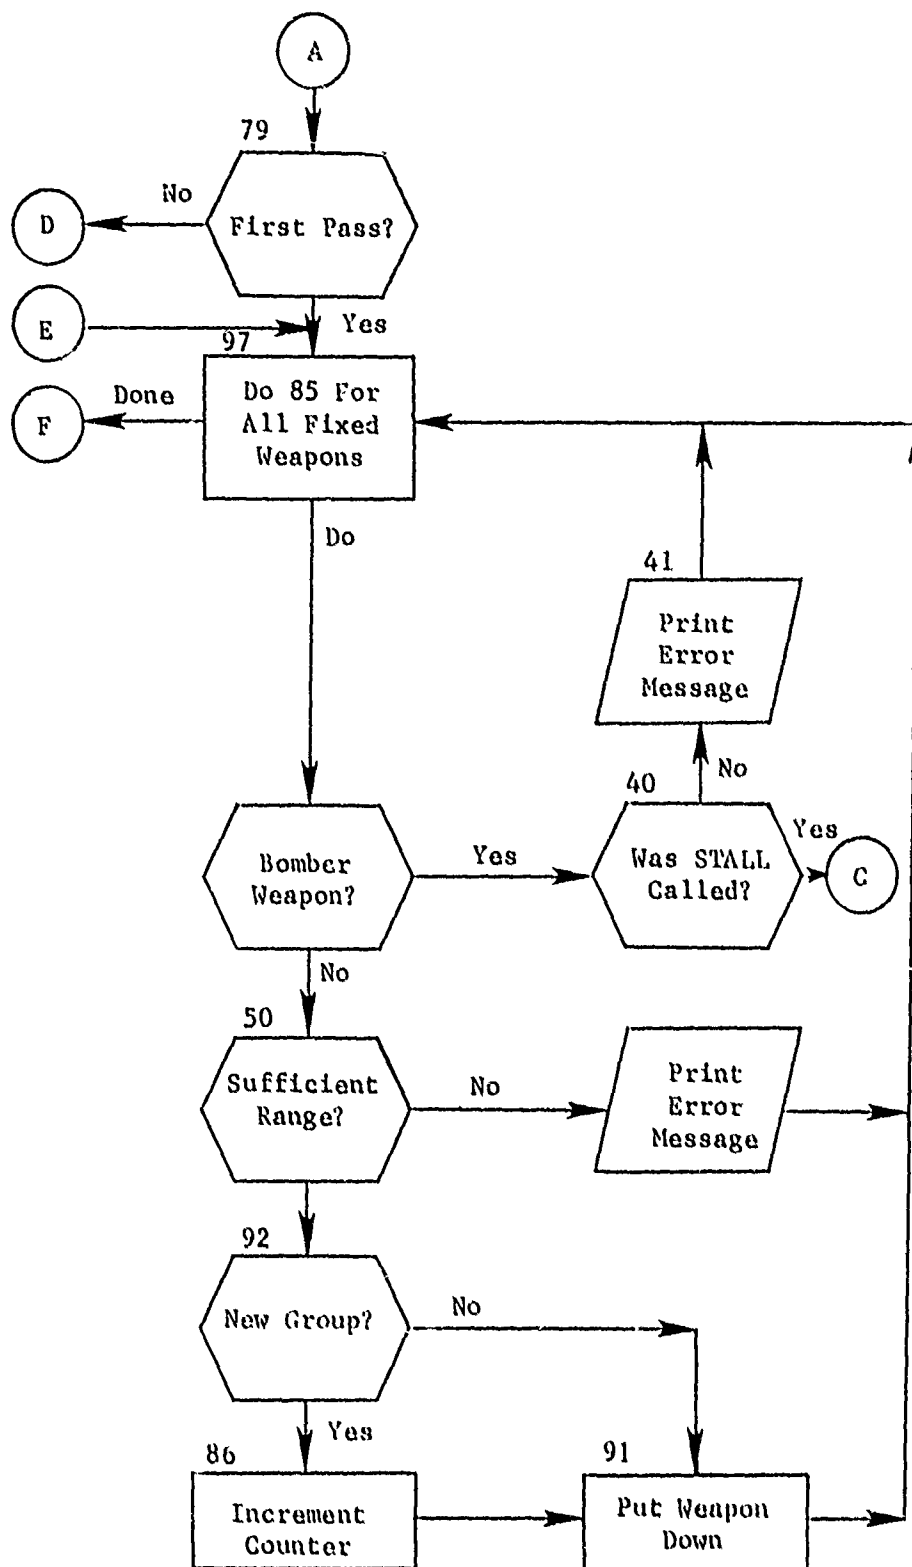 A
79
No
First Pass?
D
E
Yes
97
Done
Do 85 For
All Fixed
Weapons
F
Do
41
Print
Error
Message
No
40
Yes
Bomber
Weapon?
Yes
Was STALL
Called?
C
No
50
Sufficient
Range?
No
Print
Error
Message
92
New Group?
No
Yes
86
91
Increment
Counter
Put Weapon
Down